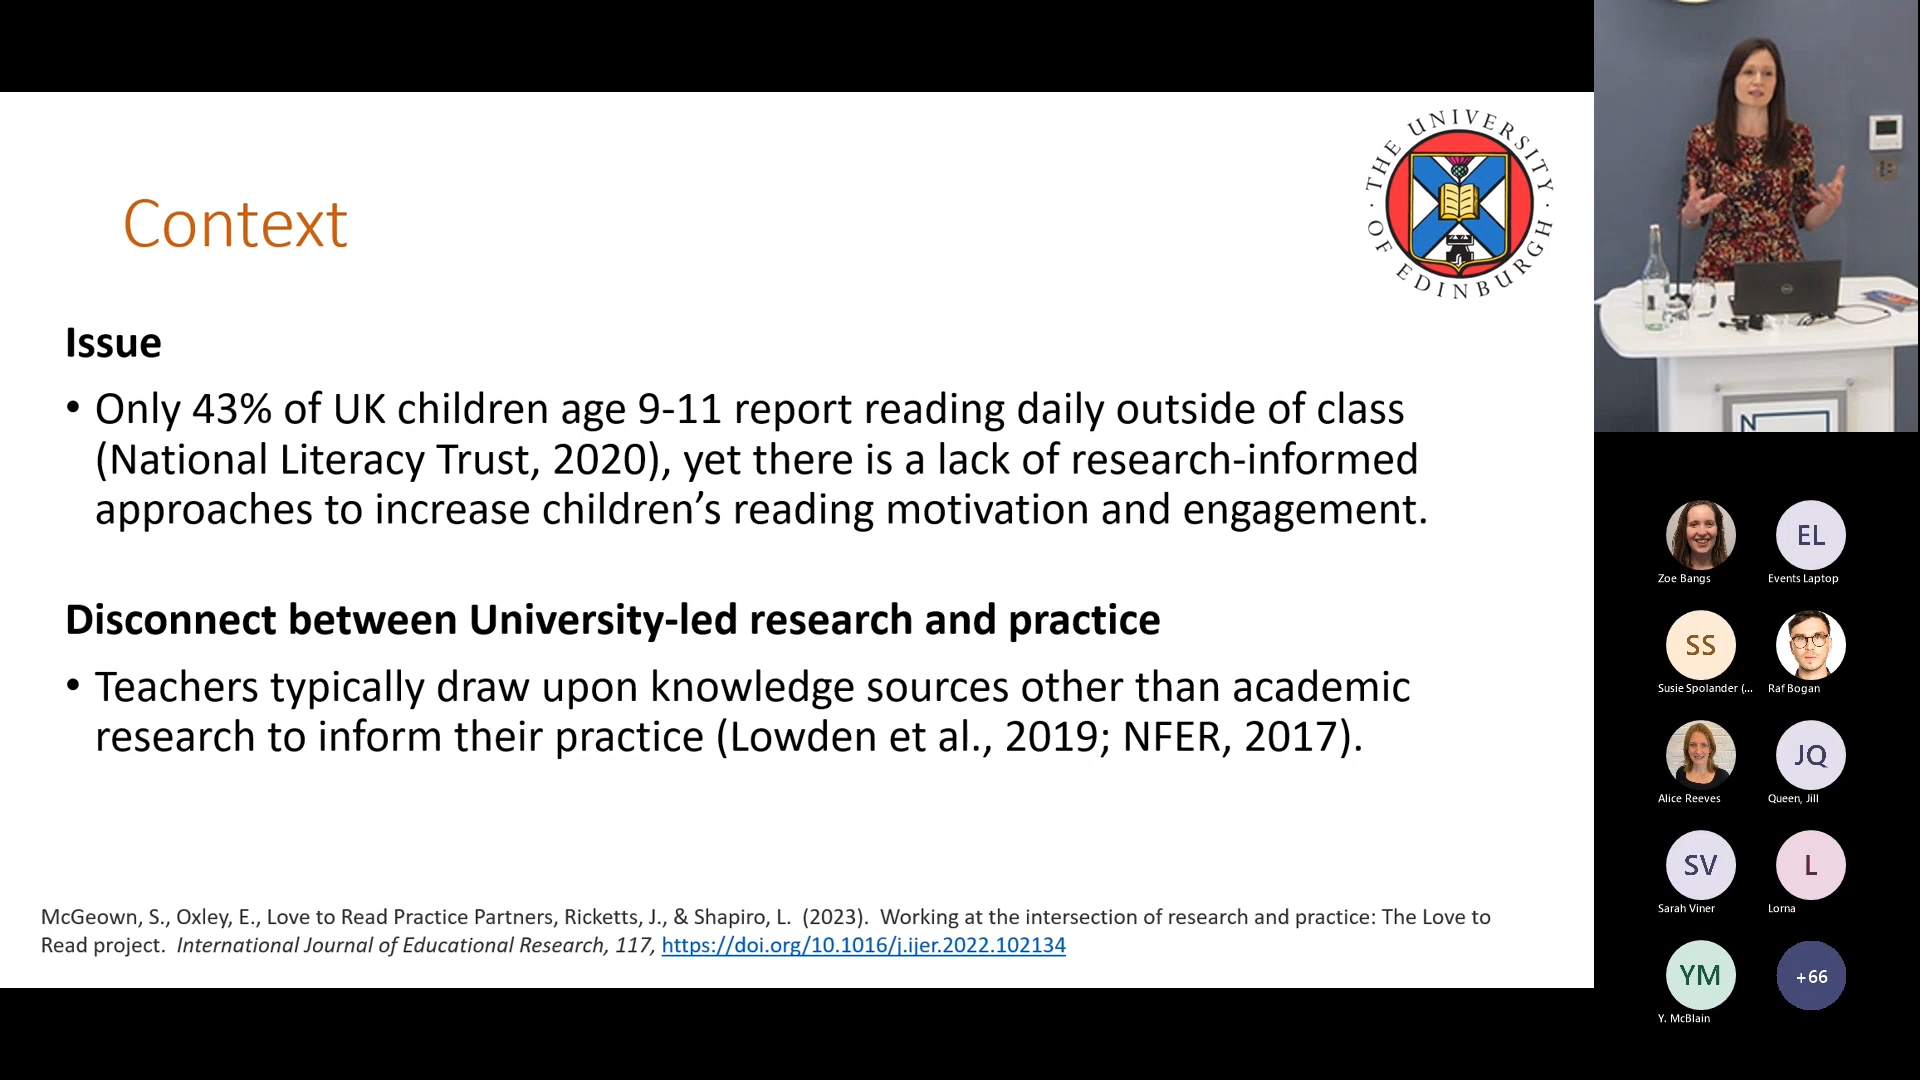 THE UNIVERSITY OF EDINBURGH
Context
Issue
• Only 43% of UK children age 9-11 report reading daily outside of class
(National Literacy Trust, 2020), yet there is a lack of research-informed
approaches to increase children’s reading motivation and engagement.
Disconnect between University-led research and practice
• Teachers typically draw upon knowledge sources other than academic
research to inform their practice (Lowden et al., 2019; NFER, 2017).
McGeown, S., Oxley, E., Love to Read Practice Partners, Ricketts, J., & Shapiro, L. (2023). Working at the intersection of research and practice: The Love to
Read project. International Journal of Educational Research, 117, https://doi.org/10.1016/j.ijer.2022.102134
N
EL
Zoe Bangs
Events Laptop
SS
Susie Spolander (...
Raf Bogan
JQ
Alice Reeves
Queen, Jill
SV
L
Sarah Viner
Lorna
YM
+66
Y. McBlain